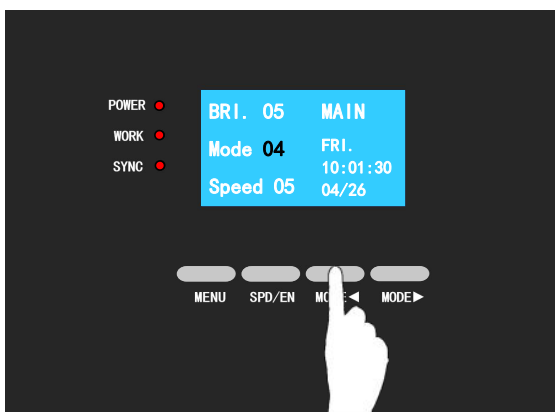 POWER
WORK
SYNC
BRI. 05 MAIN
Mode 04 FRI.
10:01:30
Speed 05 04/26
MENU SPD/EN MODE◀ MODE▶